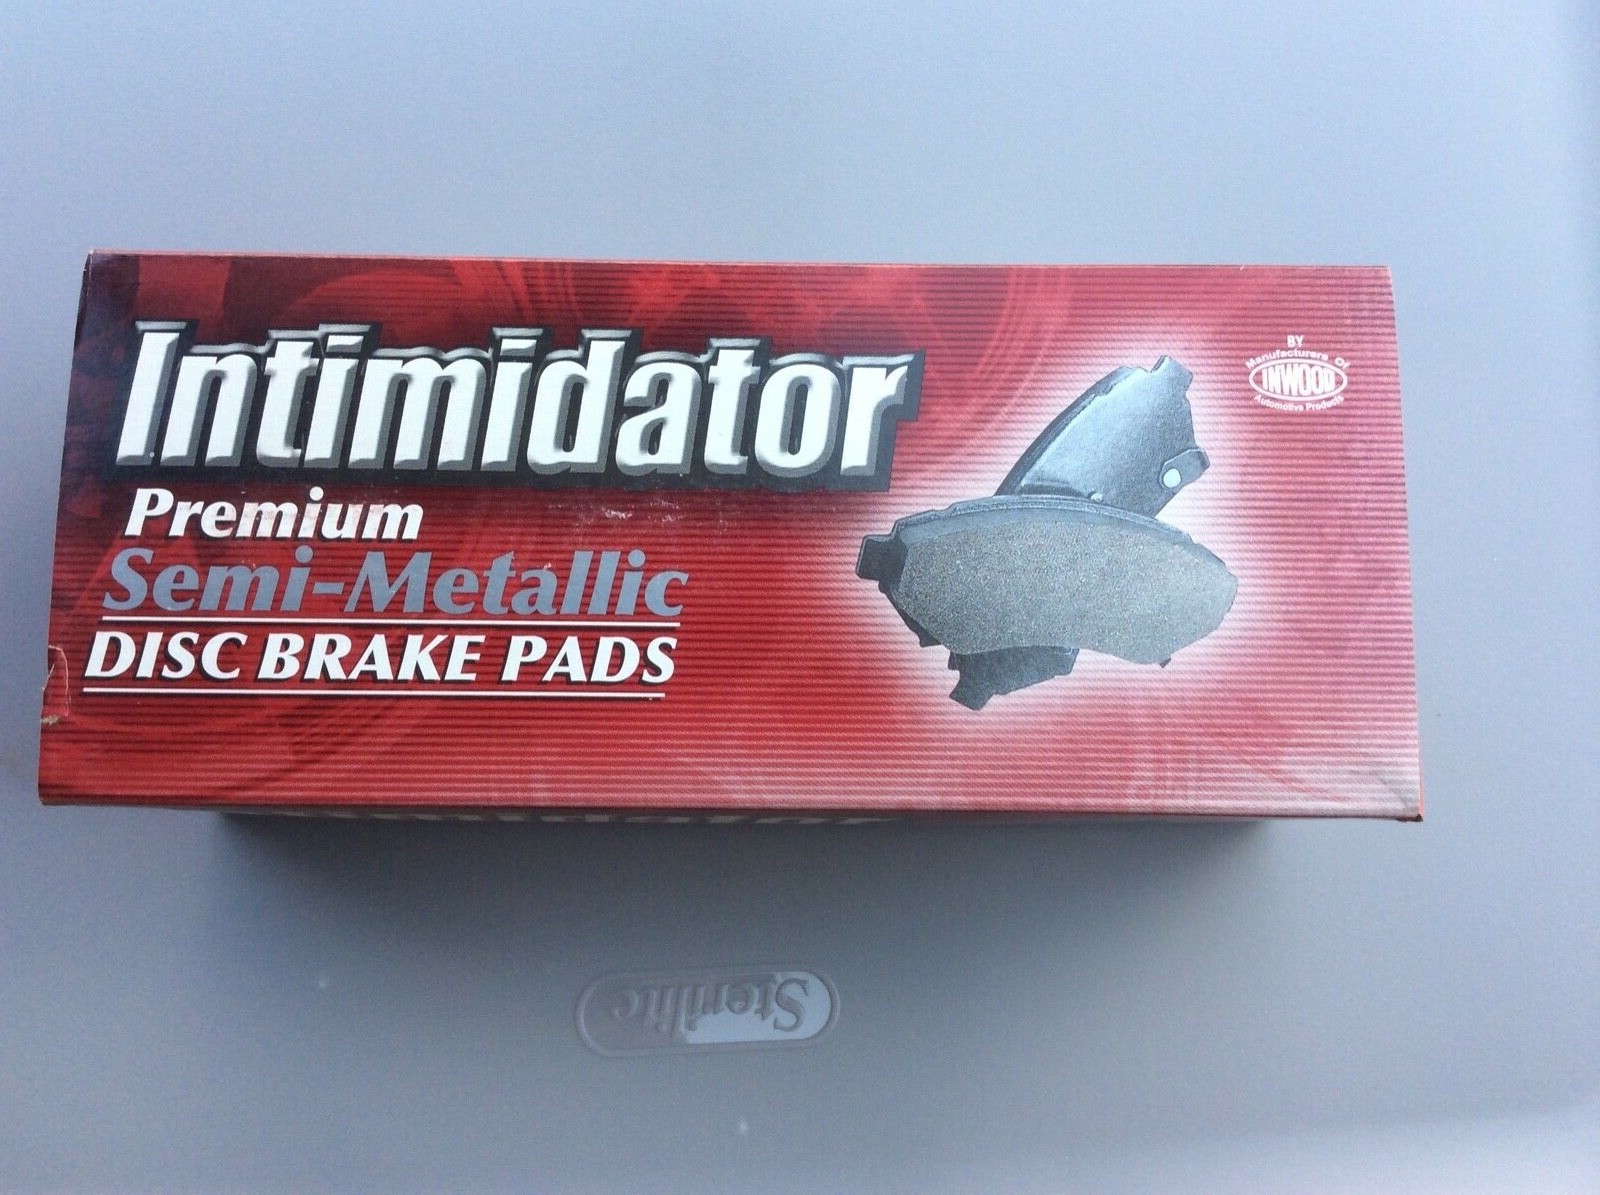 Intimidator
Premium
Semi-Metallic
DISC BRAKE PADS
BY
Manufacturers Of
INWOOD
Automotive Products
Sterilite